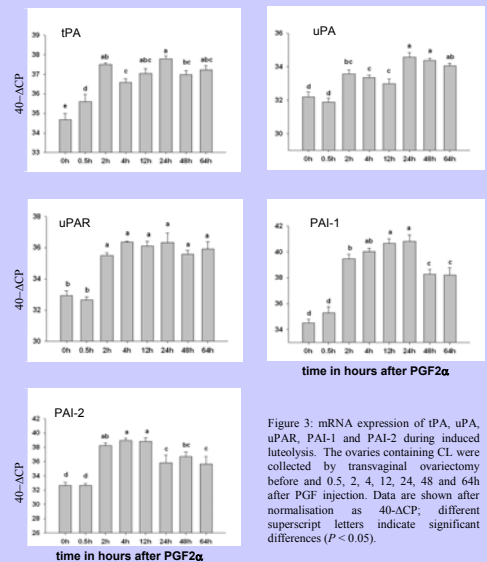 tPA
39
38
37
36
35
34
33
40–ΔCP
e d ab c abc a bc abc
0h 0.5h 2h 4h 12h 24h 48h 64h
uPA
36
34
32
30
d d bc c c a a ab
0h 0.5h 2h 4h 12h 24h 48h 64h
uPAR
38
36
34
32
30
40–ΔCP
b b a a a a a a
0h 0.5h 2h 4h 12h 24h 48h 64h
PAI-1
42
40
38
36
34
d d b ab a a c c
0h 0.5h 2h 4h 12h 24h 48h 64h
time in hours after PGF2α
PAI-2
42
40
38
36
34
32
30
28
26
40–ΔCP
d d b a a c bc c
0h 0.5h 2h 4h 12h 24h 48h 64h
time in hours after PGF2α
Figure 3: mRNA expression of tPA, uPA,
uPAR, PAI-1 and PAI-2 during induced
luteolysis. The ovaries containing CL were
collected by transvaginal ovariectomy
before and 0.5, 2, 4, 12, 24, 48 and 64h
after PGF injection. Data are shown after
normalisation as 40-ΔCP; different
superscript letters indicate significant
differences (P < 0.05).